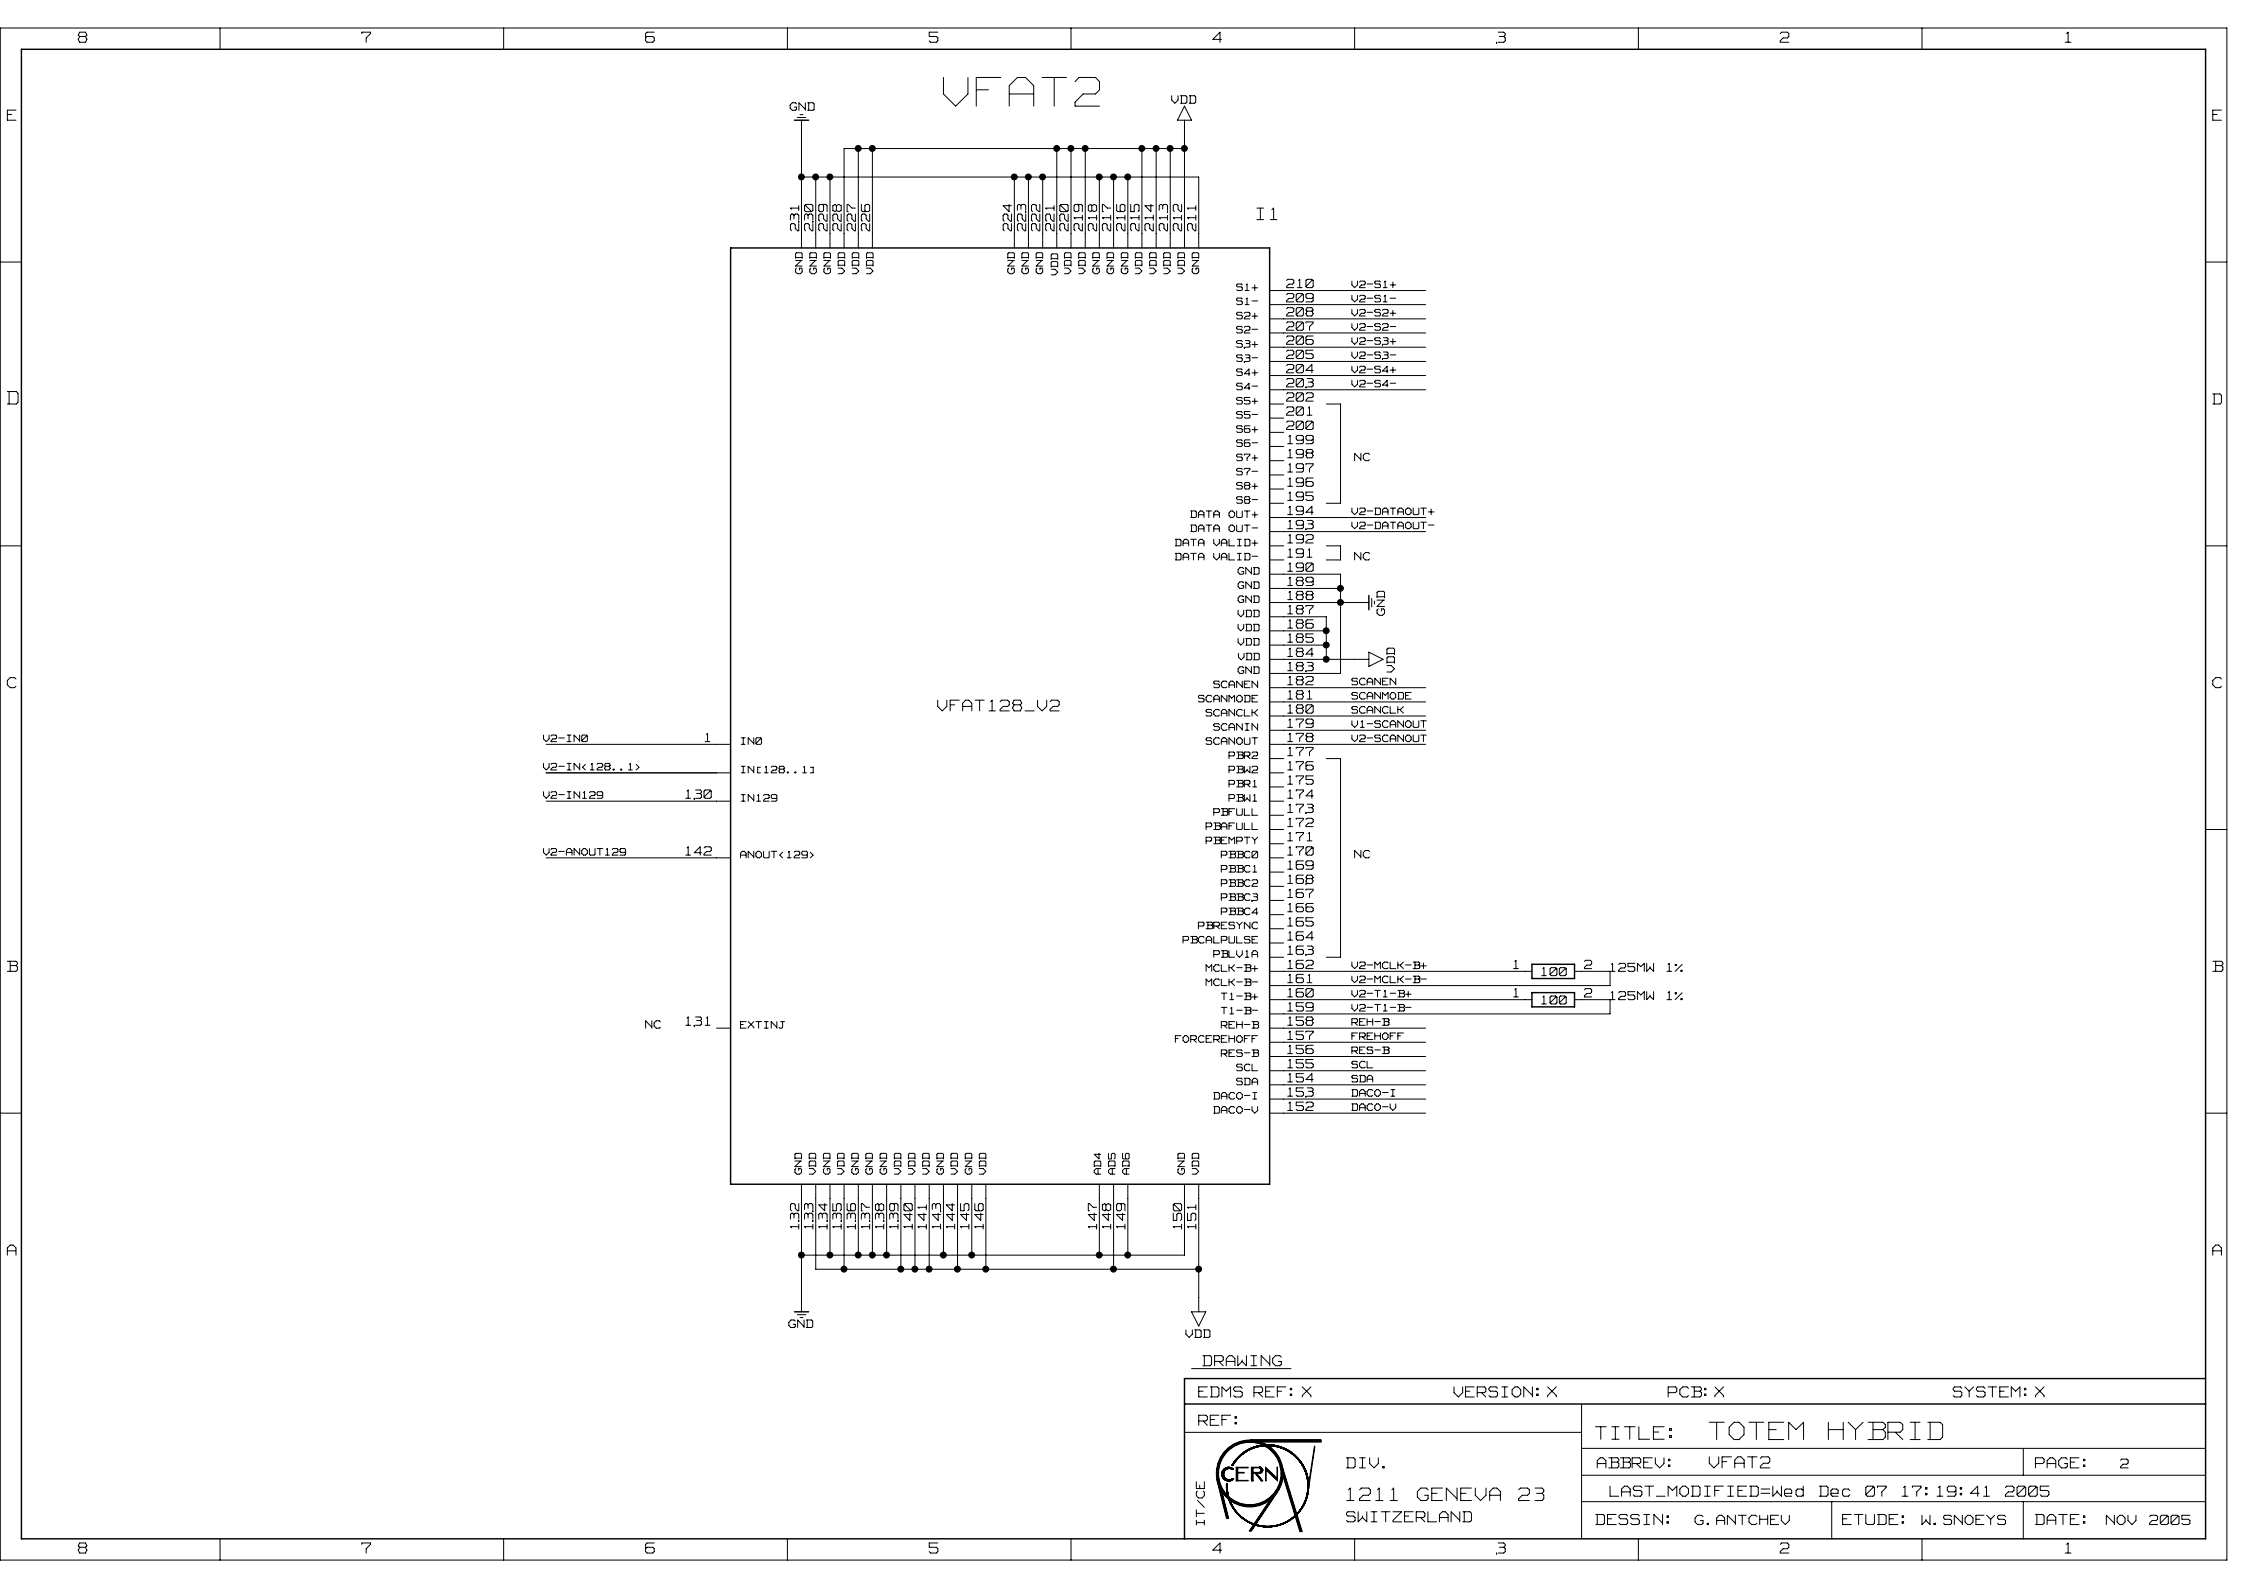 8 7 6 5 4 3 2 1
VFAT2
GND VDD
E E
231 230 229 228 227 226 224 223 222 221 220 219 218 217 216 215 214 213 212 211
I1
GND GND GND VDD VDD VDD GND GND GND VDD VDD VDD GND GND GND VDD VDD VDD VDD GND
S1+ 210 V2-S1+
S1- 209 V2-S1-
S2+ 208 V2-S2+
S2- 207 V2-S2-
S3+ 206 V2-S3+
S3- 205 V2-S3-
S4+ 204 V2-S4+
S4- 203 V2-S4-
D D
S5+ 202
S5- 201
S6+ 200
S6- 199
S7+ 198 NC
S7- 197
S8+ 196
S8- 195
DATA OUT+ 194 V2-DATAOUT+
DATA OUT- 193 V2-DATAOUT-
DATA VALID+ 192
DATA VALID- 191 NC
GND 190
GND 189
GND 188 GND
VDD 187
VDD 186
VDD 185
VDD 184 VDD
GND 183
C C
SCANEN 182 SCANEN
SCANMODE 181 SCANMODE
VFAT128_V2
SCANCLK 180 SCANCLK
SCANIN 179 V1-SCANOUT
V2-IN0 1 IN0
SCANOUT 178 V2-SCANOUT
PBR2 177
V2-IN<128..1> IN[128..1]
PBW2 176
PBR1 175
V2-IN129 130 IN129
PBW1 174
PBFULL 173
PBAFULL 172
PBEMPTY 171
V2-ANOUT129 142 ANOUT<129>
PBBC0 170 NC
PBBC1 169
PBBC2 168
PBBC3 167
PBBC4 166
PBRESYNC 165
PBCALPULSE 164
PBLV1A 163
B B
MCLK-B+ 162 V2-MCLK-B+ 1 100 2 125MW 1%
MCLK-B- 161 V2-MCLK-B-
T1-B+ 160 V2-T1-B+ 1 100 2 125MW 1%
T1-B- 159 V2-T1-B-
NC 131 EXTINJ
REH-B 158 REH-B
FORCEREHOFF 157 FREHOFF
RES-B 156 RES-B
SCL 155 SCL
SDA 154 SDA
DACO-I 153 DACO-I
DACO-V 152 DACO-V
GND VDD GND VDD GND GND GND VDD VDD VDD GND VDD GND VDD AD4 AD5 AD6 GND VDD
132 133 134 135 136 137 138 139 140 141 143 144 145 146 147 148 149 150 151
A A
GND VDD
DRAWING
EDMS REF: X VERSION: X PCB: X SYSTEM: X
REF:
TITLE: TOTEM HYBRID
IT/CE
CERN
DIV.
1211 GENEVA 23
SWITZERLAND
ABBREV: VFAT2 PAGE: 2
LAST_MODIFIED=Wed Dec 07 17:19:41 2005
DESSIN: G.ANTCHEV ETUDE: W.SNOEYS DATE: NOV 2005
8 7 6 5 4 3 2 1